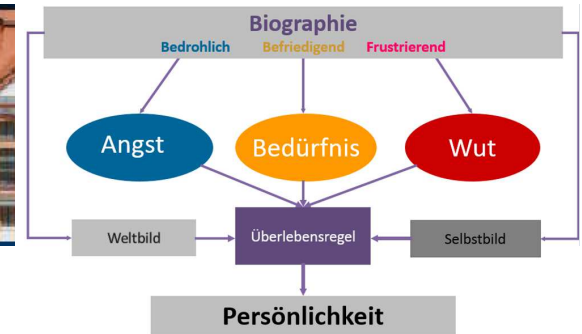 Biographie
Bedrohlich Befriedigend Frustrierend
Angst Bedürfnis Wut
Weltbild Überlebensregel Selbstbild
Persönlichkeit